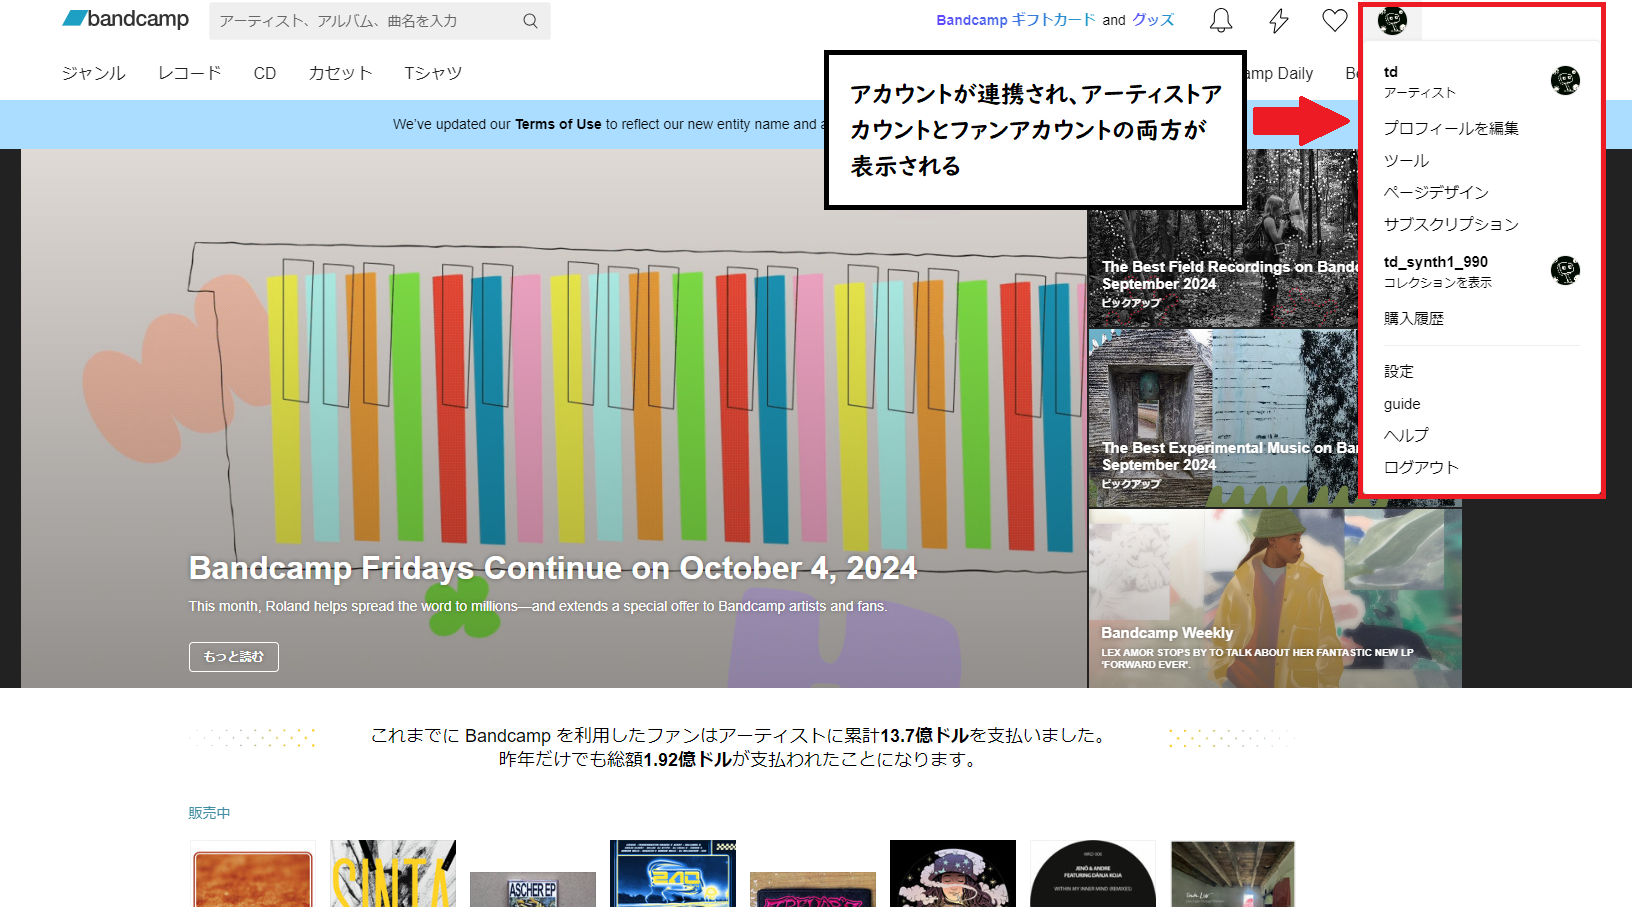 bandcamp
アーティスト、アルバム、曲名を入力
Bandcamp ギフトカード and グッズ
ジャンル レコード CD カセット Tシャツ
amp Daily
We've updated our Terms of Use to reflect our new entity name and a
アカウントが連携され、アーティストア
カウントとファンアカウントの両方が
表示される
td
アーティスト
プロフィールを編集
ツール
ページデザイン
サブスクリプション
td_synth1_990
コレクションを表示
購入履歴
設定
guide
ヘルプ
ログアウト
Bandcamp Fridays Continue on October 4, 2024
This month, Roland helps spread the word to millions—and extends a special offer to Bandcamp artists and fans.
もっと読む
The Best Field Recordings on Bandc
September 2024
ピックアップ
The Best Experimental Music on Ban
September 2024
ピックアップ
Bandcamp Weekly
LEX AMOR STOPS BY TO TALK ABOUT HER FANTASTIC NEW LP
'FORWARD EVER'.
これまでに Bandcamp を利用したファンはアーティストに累計13.7億ドルを支払いました。
昨年だけでも総額1.92億ドルが支払われたことになります。
販売中
SINTA
ASCHER EP
JENÖ & ANDRE
FEATURING DANJA KOJA
WITHIN MY INNER MIND (REMIXES)